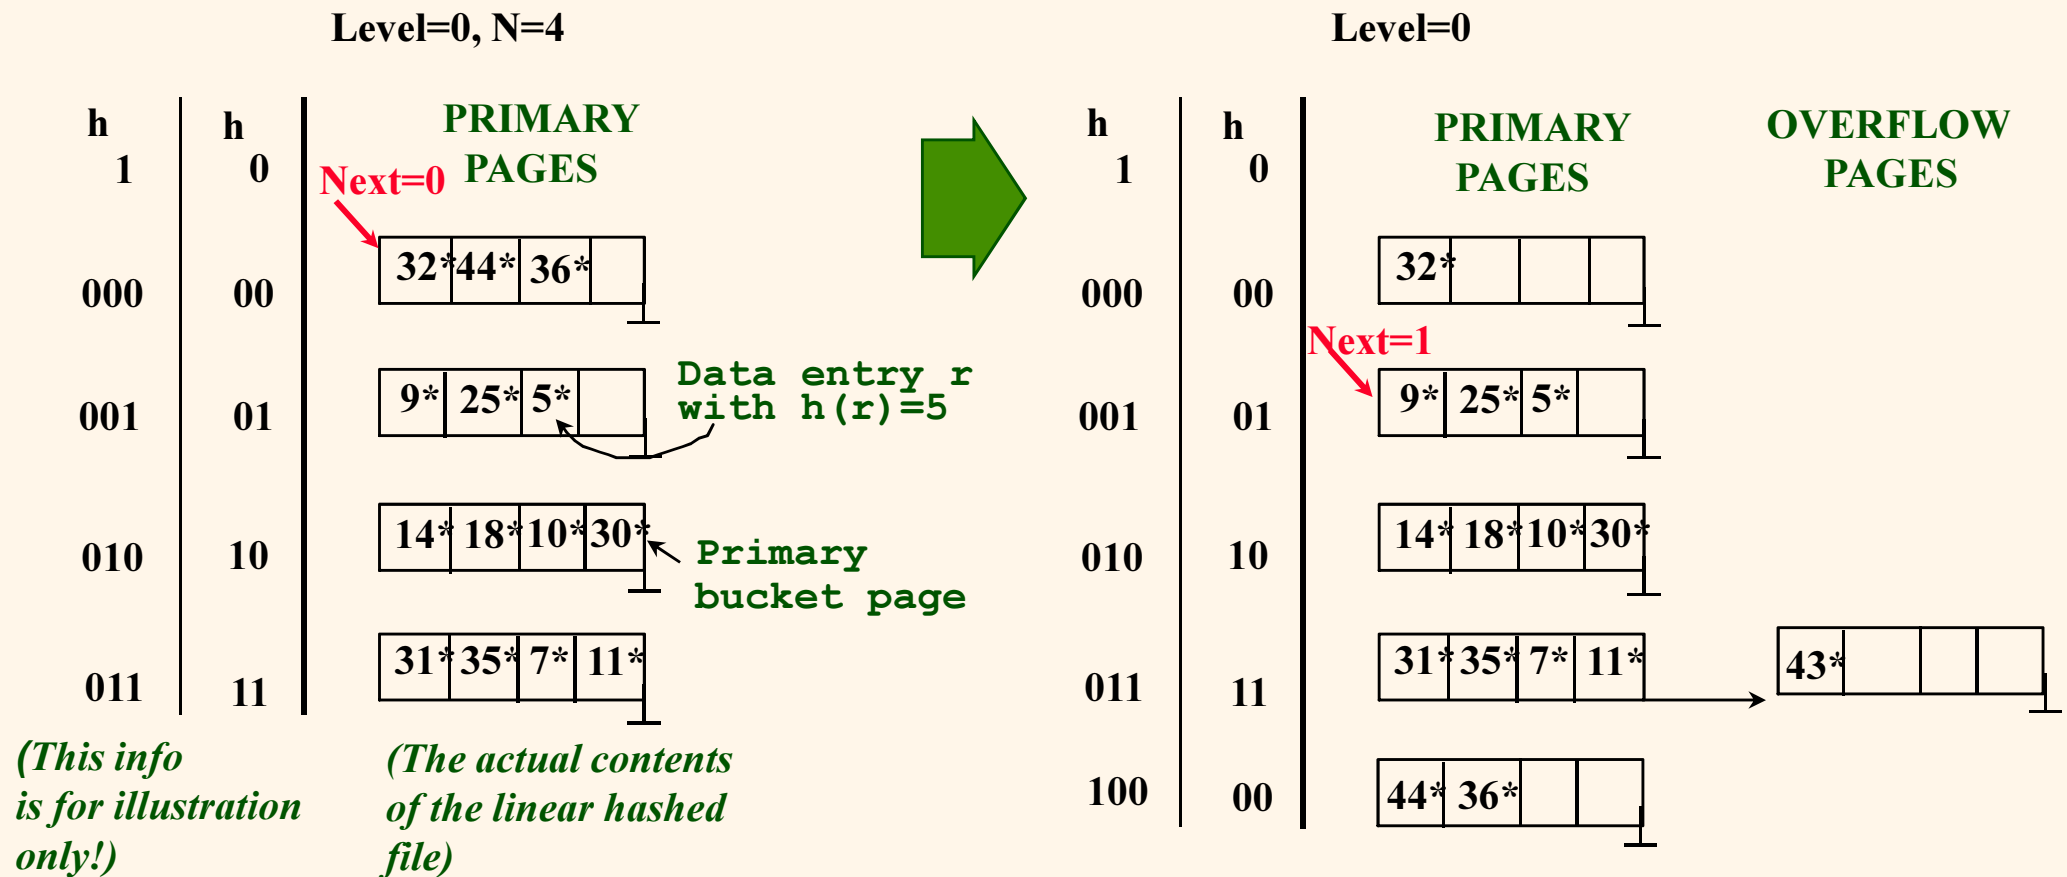 Level=0, N=4
h
1
h
0
PRIMARY
PAGES
Next=0
000
00
32* 44* 36*
001
01
9* 25* 5*
Data entry r
with h(r)=5
010
10
14* 18* 10* 30*
Primary
bucket page
011
11
31* 35* 7* 11*
(This info
is for illustration
only!)
(The actual contents
of the linear hashed
file)
Level=0
h
1
h
0
PRIMARY
PAGES
OVERFLOW
PAGES
000
00
32*
Next=1
001
01
9* 25* 5*
010
10
14* 18* 10* 30*
011
11
31* 35* 7* 11*
43*
100
00
44* 36*